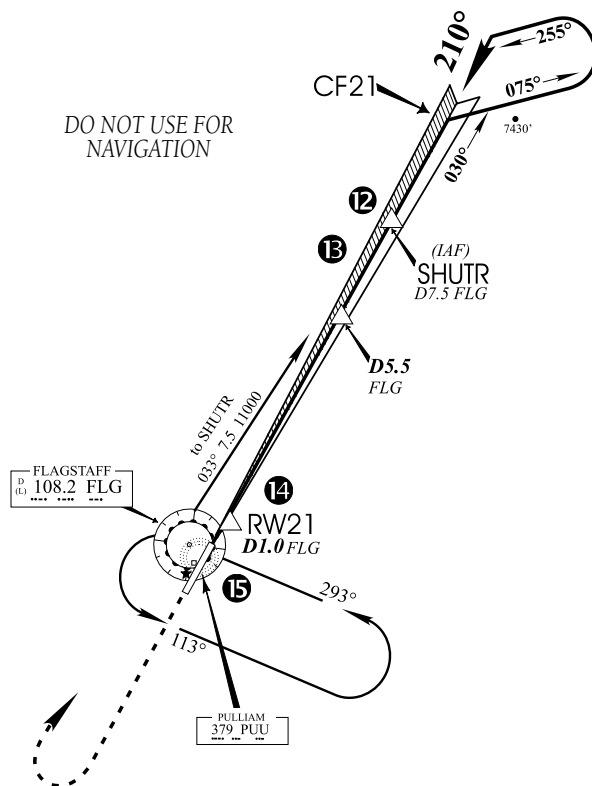 210°
255°
CF21
075°
DO NOT USE FOR
NAVIGATION
7430'
030°
12
(IAF)
13
SHUTR
D7.5 FLG
D5.5
FLG
to SHUTR
033° 7.5 11000
FLAGSTAFF
D
(L) 108.2 FLG
14
RW21
D1.0 FLG
15
293°
113°
PULLIAM
379 PUU